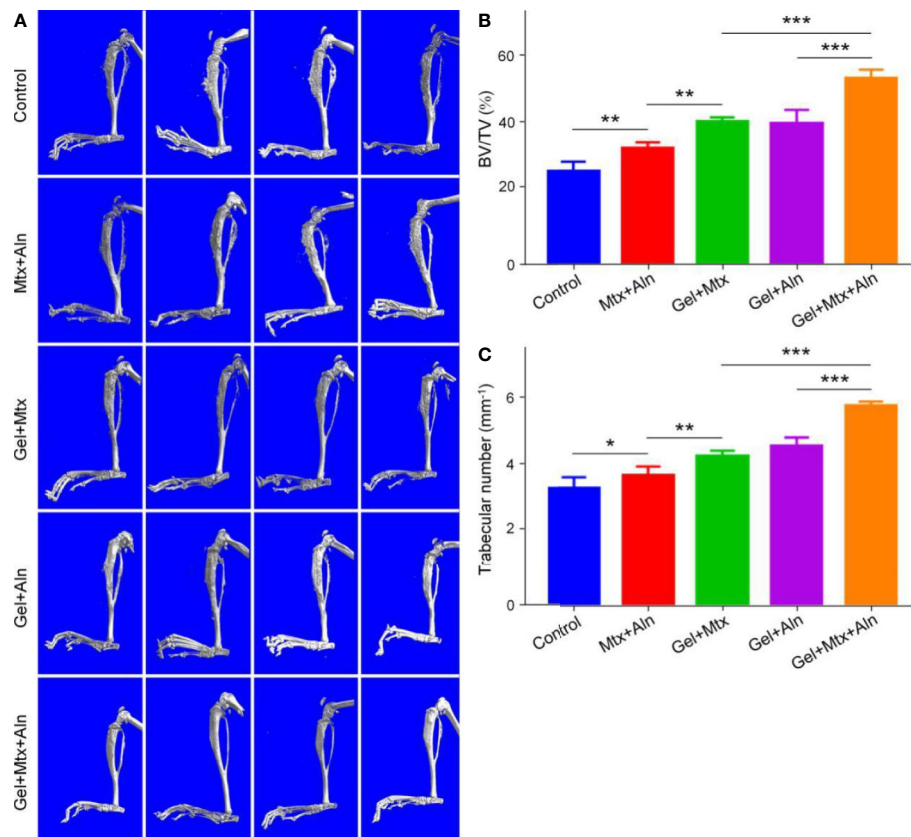 A
Control
Mtx+Aln
Gel+Mtx
Gel+Aln
Gel+Mtx+Aln
B
***
***
**
**
BV/TV (%)
60
40
20
0
Control
Mtx+Aln
Gel+Mtx
Gel+Aln
Gel+Mtx+Aln
C
***
***
**
*
Trabecular number (mm⁻¹)
6
4
2
0
Control
Mtx+Aln
Gel+Mtx
Gel+Aln
Gel+Mtx+Aln